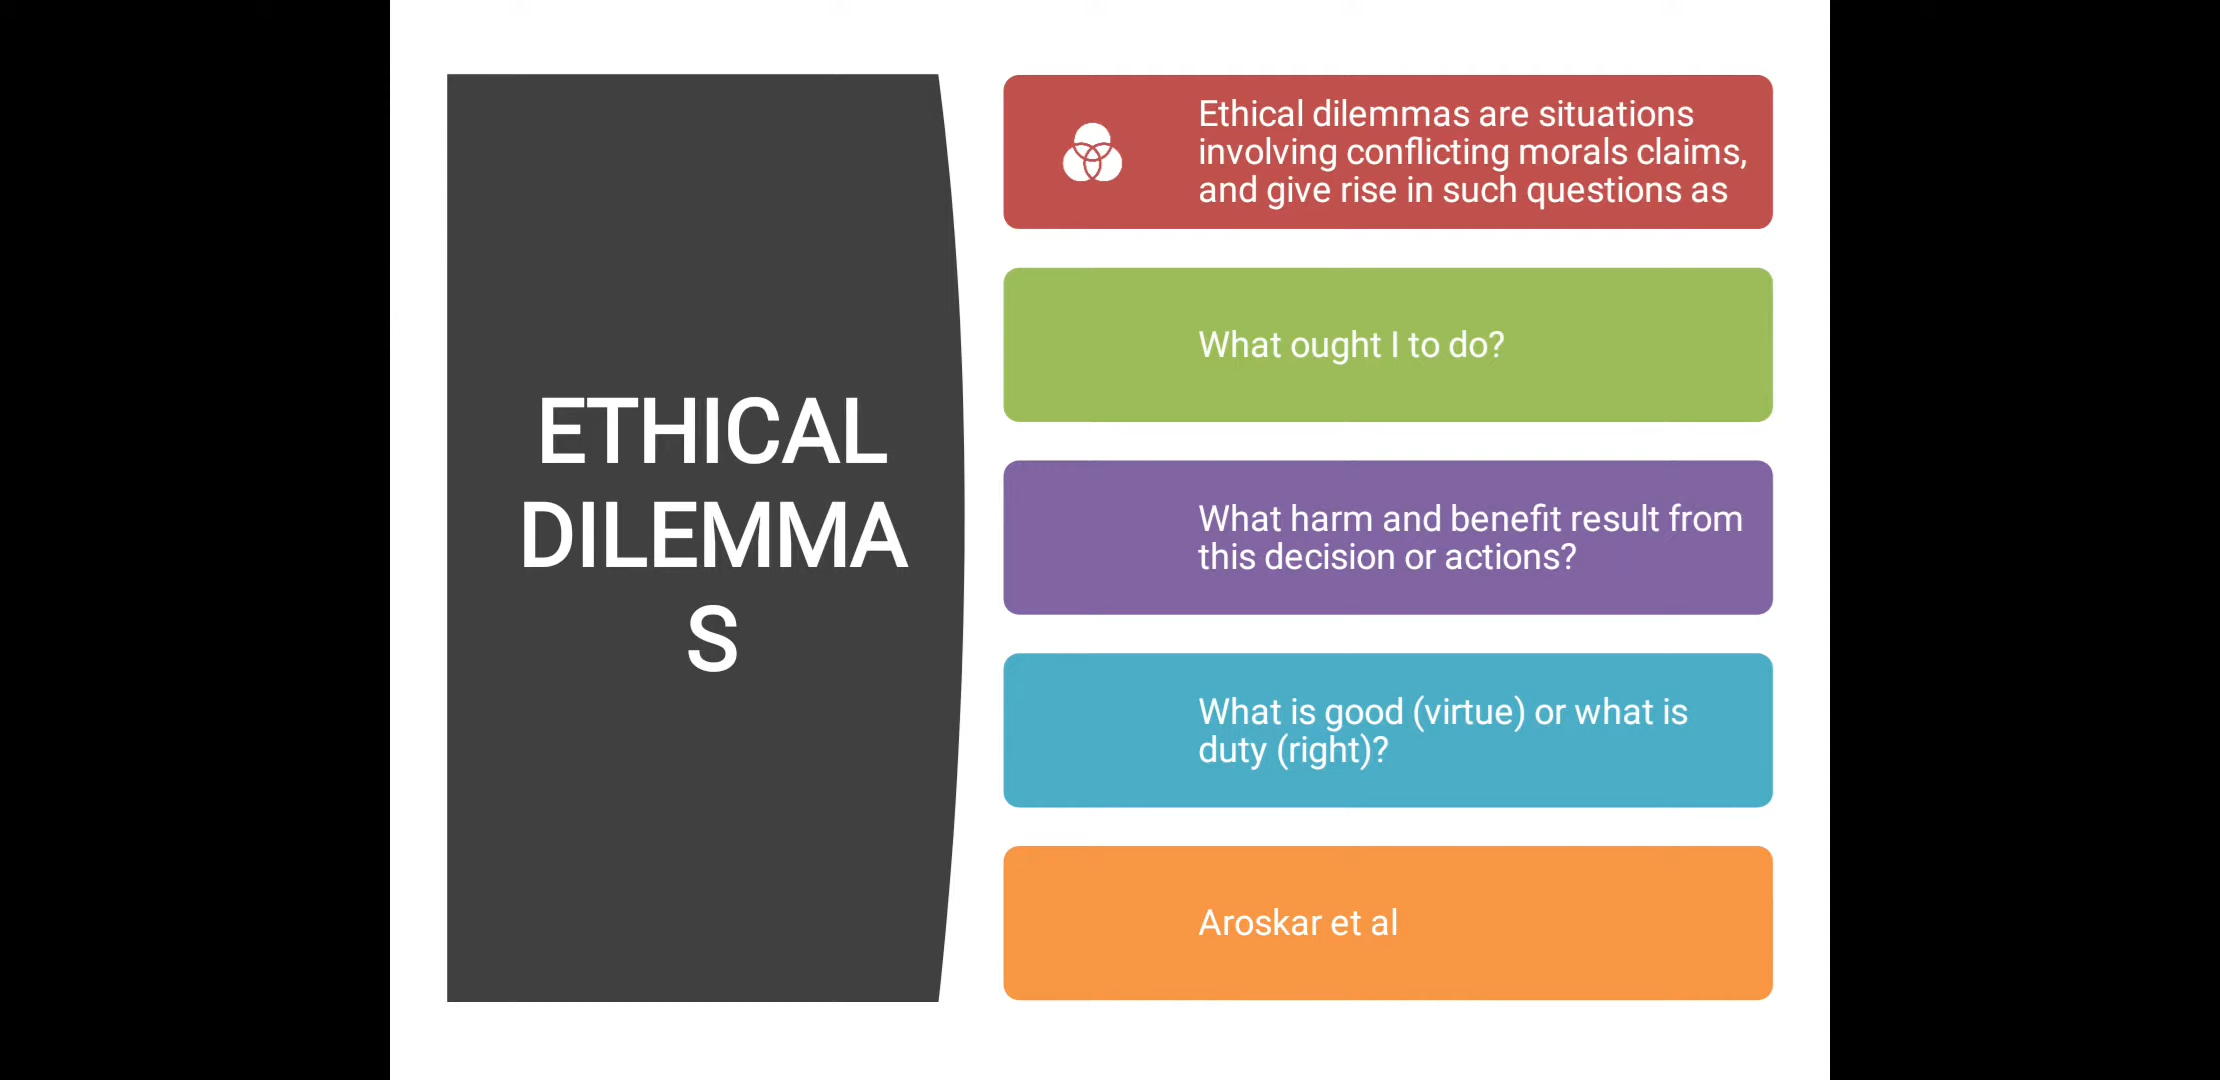 ETHICAL
DILEMMA
S
Ethical dilemmas are situations
involving conflicting morals claims,
and give rise in such questions as
What ought I to do?
What harm and benefit result from
this decision or actions?
What is good (virtue) or what is
duty (right)?
Aroskar et al